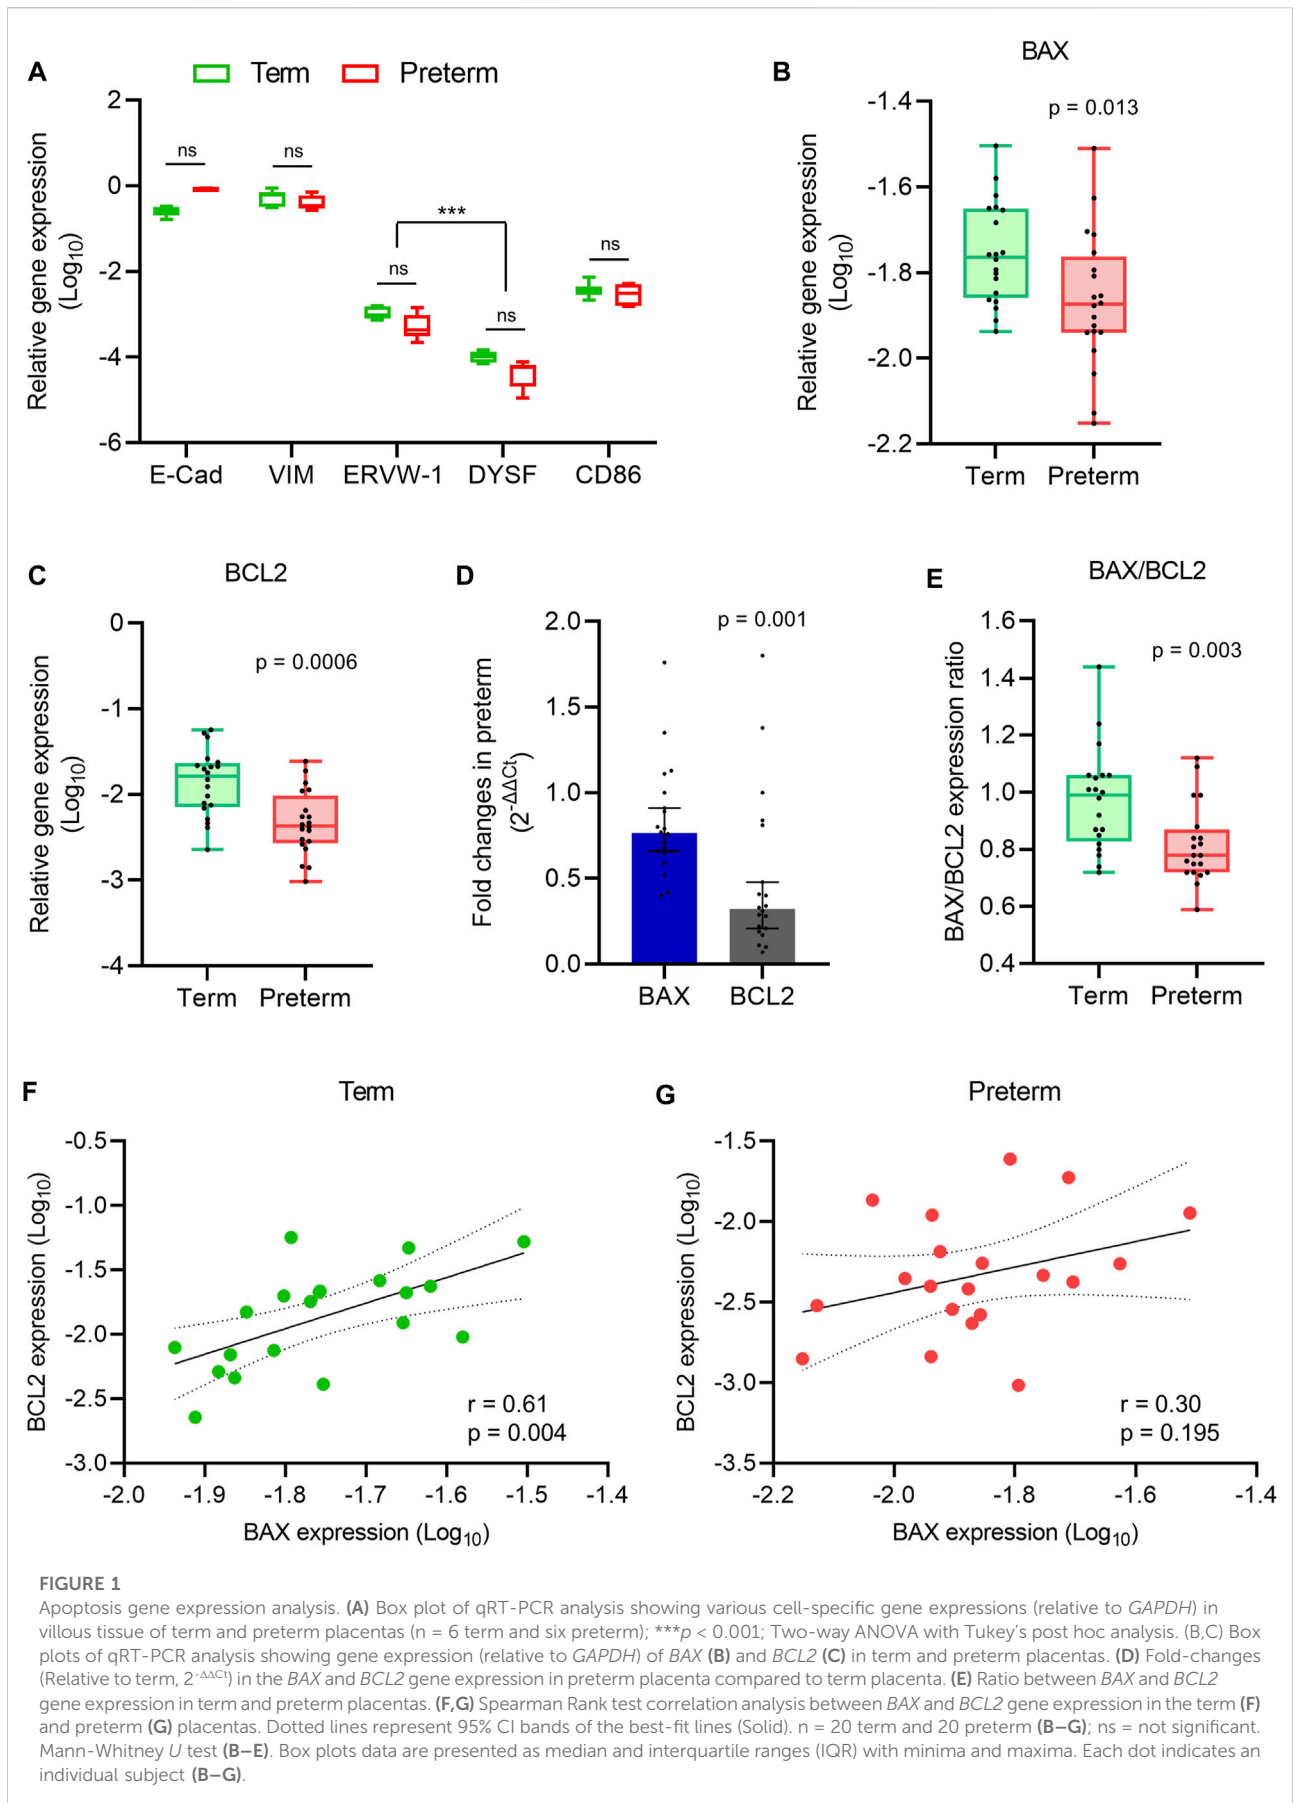 A
Term
Preterm
Relative gene expression
(Log10)
2
0
-2
-4
-6
ns
ns
ns
***
ns
ns
E-Cad
VIM
ERVW-1
DYSF
CD86
B
BAX
p = 0.013
Relative gene expression
(Log10)
-1.4
-1.6
-1.8
-2.0
-2.2
Term
Preterm
C
BCL2
p = 0.0006
Relative gene expression
(Log10)
0
-1
-2
-3
-4
Term
Preterm
D
p = 0.001
Fold changes in preterm
(2-ΔΔCt)
2.0
1.5
1.0
0.5
0.0
BAX
BCL2
E
BAX/BCL2
p = 0.003
BAX/BCL2 expression ratio
1.6
1.4
1.2
1.0
0.8
0.6
0.4
Term
Preterm
F
Term
BCL2 expression (Log10)
-0.5
-1.0
-1.5
-2.0
-2.5
-3.0
r = 0.61
p = 0.004
-2.0
-1.9
-1.8
-1.7
-1.6
-1.5
-1.4
BAX expression (Log10)
G
Preterm
BCL2 expression (Log10)
-1.5
-2.0
-2.5
-3.0
-3.5
r = 0.30
p = 0.195
-2.2
-2.0
-1.8
-1.6
-1.4
BAX expression (Log10)
FIGURE 1
Apoptosis gene expression analysis. (A) Box plot of qRT-PCR analysis showing various cell-specific gene expressions (relative to GAPDH) in
villous tissue of term and preterm placentas (n = 6 term and six preterm); ***p < 0.001; Two-way ANOVA with Tukey's post hoc analysis. (B,C) Box
plots of qRT-PCR analysis showing gene expression (relative to GAPDH) of BAX (B) and BCL2 (C) in term and preterm placentas. (D) Fold-changes
(Relative to term, 2-ΔΔCt) in the BAX and BCL2 gene expression in preterm placenta compared to term placenta. (E) Ratio between BAX and BCL2
gene expression in term and preterm placentas. (F,G) Spearman Rank test correlation analysis between BAX and BCL2 gene expression in the term (F)
and preterm (G) placentas. Dotted lines represent 95% CI bands of the best-fit lines (Solid). n = 20 term and 20 preterm (B–G); ns = not significant.
Mann-Whitney U test (B–E). Box plots data are presented as median and interquartile ranges (IQR) with minima and maxima. Each dot indicates an
individual subject (B–G).